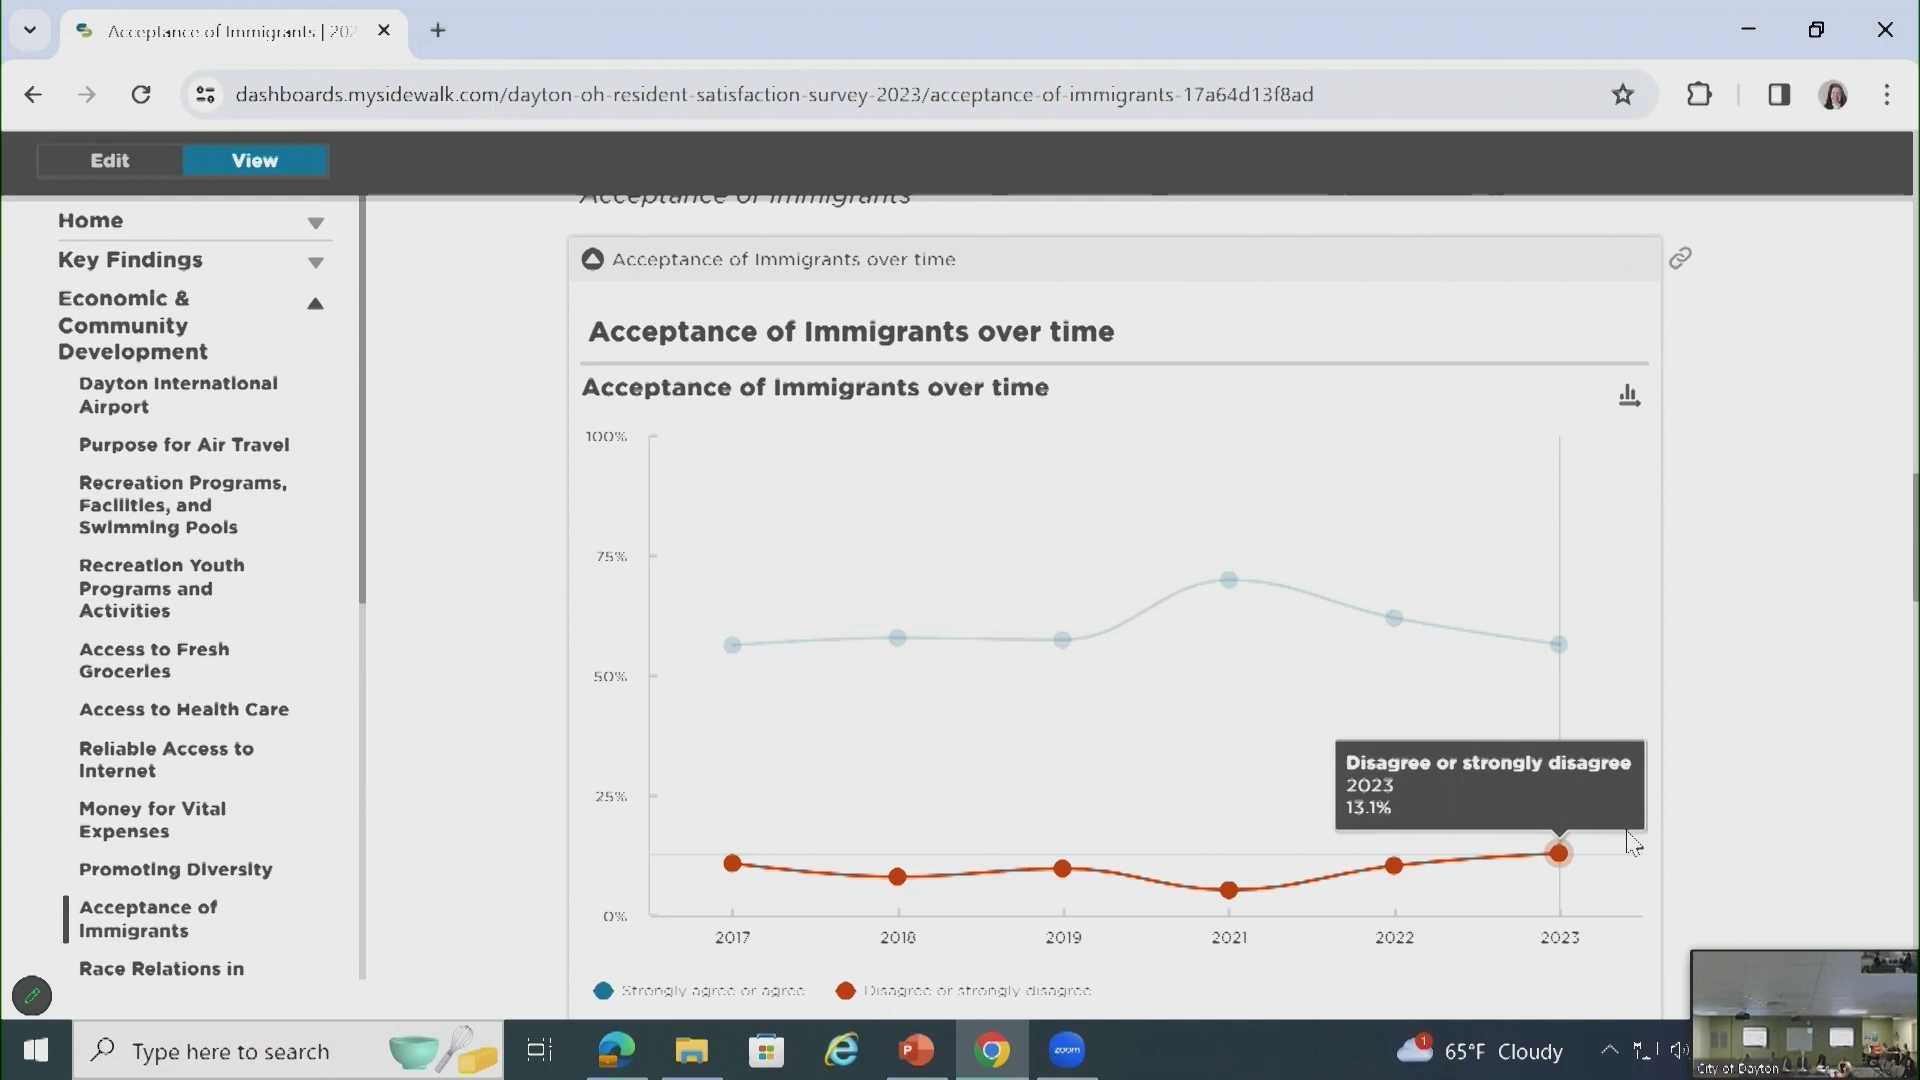 Acceptance of Immigrants | 202
dashboards.mysidewalk.com/dayton-oh-resident-satisfaction-survey-2023/acceptance-of-immigrants-17a64d13f8ad
Edit
View
Acceptance of Immigrants
Home
Key Findings
Economic &
Community
Development
Dayton International
Airport
Purpose for Air Travel
Recreation Programs,
Facilities, and
Swimming Pools
Recreation Youth
Programs and
Activities
Access to Fresh
Groceries
Access to Health Care
Reliable Access to
Internet
Money for Vital
Expenses
Promoting Diversity
Acceptance of
Immigrants
Race Relations in
Acceptance of Immigrants over time
Acceptance of Immigrants over time
Acceptance of Immigrants over time
100%
75%
50%
25%
0%
Disagree or strongly disagree
2023
13.1%
2017
2018
2019
2021
2022
2023
Strongly agree or agree
Disagree or strongly disagree
City of Dayton
Type here to search
P
zoom
1
65°F Cloudy